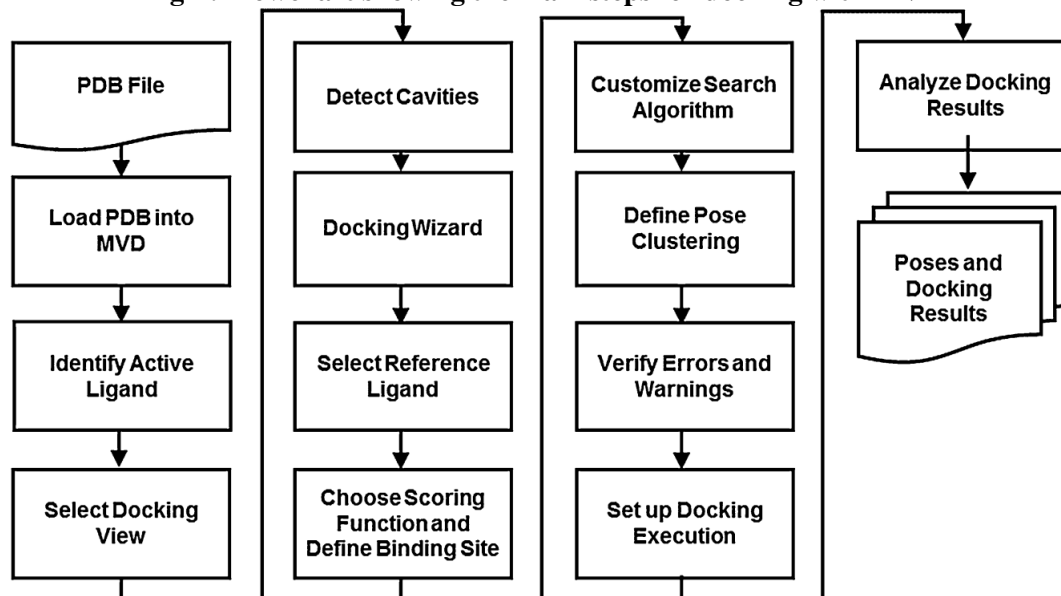 PDB File
Load PDB into
MVD
Identify Active
Ligand
Select Docking
View
Detect Cavities
Docking Wizard
Select Reference
Ligand
Choose Scoring
Function and
Define Binding Site
Customize Search
Algorithm
Define Pose
Clustering
Verify Errors and
Warnings
Set up Docking
Execution
Analyze Docking
Results
Poses and
Docking
Results